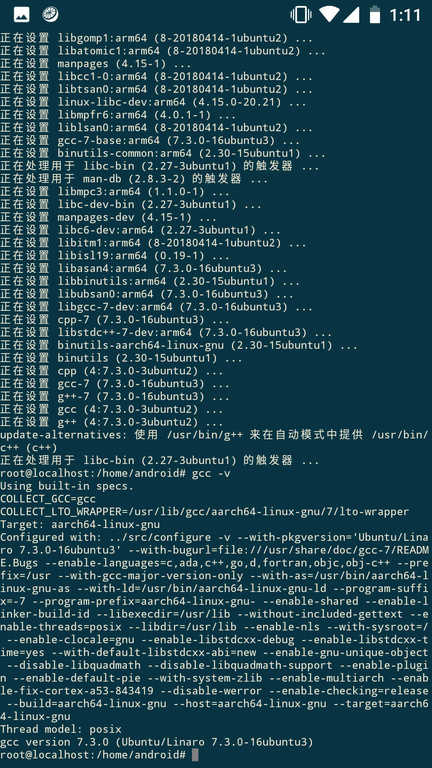 1:11
正在设置 libgomp1:arm64 (8-20180414-1ubuntu2) ...
正在设置 libatomic1:arm64 (8-20180414-1ubuntu2) ...
正在设置 manpages (4.15-1) ...
正在设置 libcc1-0:arm64 (8-20180414-1ubuntu2) ...
正在设置 libtsan0:arm64 (8-20180414-1ubuntu2) ...
正在设置 linux-libc-dev:arm64 (4.15.0-20.21) ...
正在设置 libmpfr6:arm64 (4.0.1-1) ...
正在设置 liblsan0:arm64 (8-20180414-1ubuntu2) ...
正在设置 gcc-7-base:arm64 (7.3.0-16ubuntu3) ...
正在设置 binutils-common:arm64 (2.30-15ubuntu1) ...
正在处理用于 libc-bin (2.27-3ubuntu1) 的触发器 ...
正在处理用于 man-db (2.8.3-2) 的触发器 ...
正在设置 libmpc3:arm64 (1.1.0-1) ...
正在设置 libc-dev-bin (2.27-3ubuntu1) ...
正在设置 manpages-dev (4.15-1) ...
正在设置 libc6-dev:arm64 (2.27-3ubuntu1) ...
正在设置 libitm1:arm64 (8-20180414-1ubuntu2) ...
正在设置 libisl19:arm64 (0.19-1) ...
正在设置 libasan4:arm64 (7.3.0-16ubuntu3) ...
正在设置 libbinutils:arm64 (2.30-15ubuntu1) ...
正在设置 libubsan0:arm64 (7.3.0-16ubuntu3) ...
正在设置 libgcc-7-dev:arm64 (7.3.0-16ubuntu3) ...
正在设置 cpp-7 (7.3.0-16ubuntu3) ...
正在设置 libstdc++-7-dev:arm64 (7.3.0-16ubuntu3) ...
正在设置 binutils-aarch64-linux-gnu (2.30-15ubuntu1) ...
正在设置 binutils (2.30-15ubuntu1) ...
正在设置 cpp (4:7.3.0-3ubuntu2) ...
正在设置 gcc-7 (7.3.0-16ubuntu3) ...
正在设置 g++-7 (7.3.0-16ubuntu3) ...
正在设置 gcc (4:7.3.0-3ubuntu2) ...
正在设置 g++ (4:7.3.0-3ubuntu2) ...
update-alternatives: 使用 /usr/bin/g++ 来在自动模式中提供 /usr/bin/
c++ (c++)
正在处理用于 libc-bin (2.27-3ubuntu1) 的触发器 ...
root@localhost:/home/android# gcc -v
Using built-in specs.
COLLECT_GCC=gcc
COLLECT_LTO_WRAPPER=/usr/lib/gcc/aarch64-linux-gnu/7/lto-wrapper
Target: aarch64-linux-gnu
Configured with: ../src/configure -v --with-pkgversion='Ubuntu/Lina
ro 7.3.0-16ubuntu3' --with-bugurl=file:///usr/share/doc/gcc-7/READM
E.Bugs --enable-languages=c,ada,c++,go,d,fortran,objc,obj-c++ --pre
fix=/usr --with-gcc-major-version-only --with-as=/usr/bin/aarch64-l
inux-gnu-as --with-ld=/usr/bin/aarch64-linux-gnu-ld --program-suffi
x=-7 --program-prefix=aarch64-linux-gnu- --enable-shared --enable-l
inker-build-id --libexecdir=/usr/lib --without-included-gettext --e
nable-threads=posix --libdir=/usr/lib --enable-nls --with-sysroot=/
 --enable-clocale=gnu --enable-libstdcxx-debug --enable-libstdcxx-t
ime=yes --with-default-libstdcxx-abi=new --enable-gnu-unique-object
 --disable-libquadmath --disable-libquadmath-support --enable-plugi
n --enable-default-pie --with-system-zlib --enable-multiarch --enab
le-fix-cortex-a53-843419 --disable-werror --enable-checking=release
 --build=aarch64-linux-gnu --host=aarch64-linux-gnu --target=aarch6
4-linux-gnu
Thread model: posix
gcc version 7.3.0 (Ubuntu/Linaro 7.3.0-16ubuntu3)
root@localhost:/home/android#